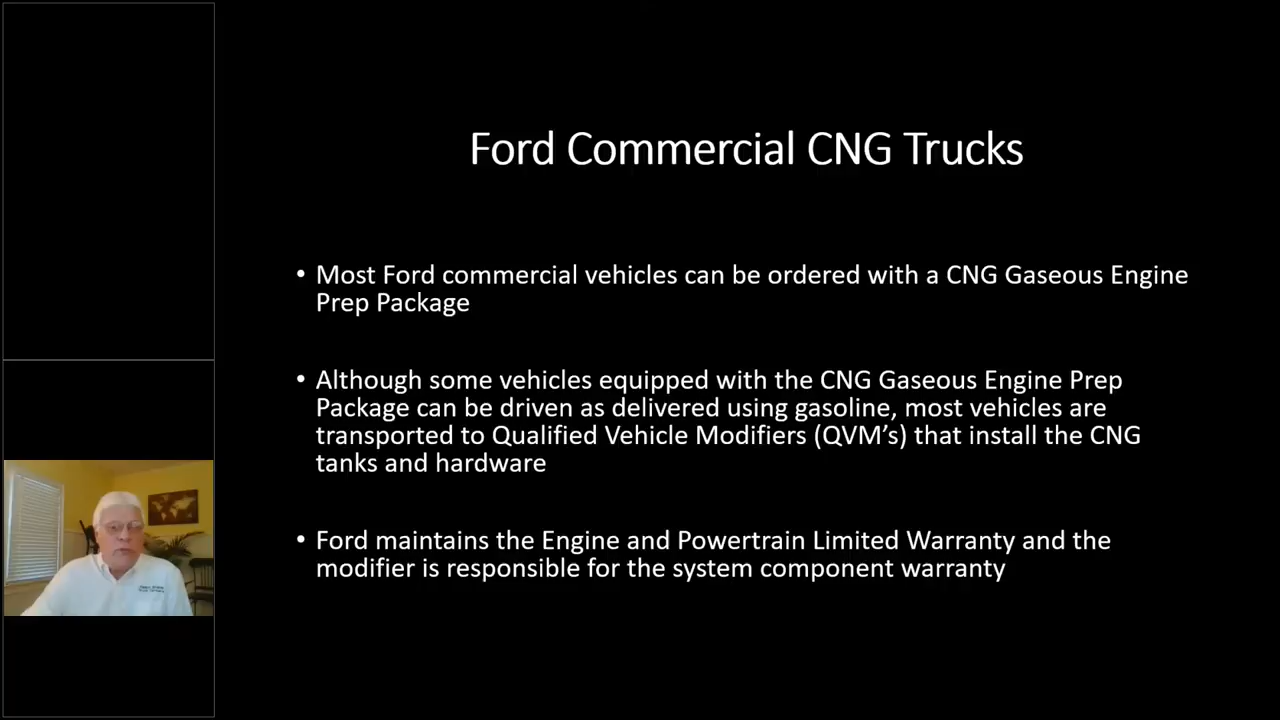 Ford Commercial CNG Trucks
• Most Ford commercial vehicles can be ordered with a CNG Gaseous Engine
Prep Package
• Although some vehicles equipped with the CNG Gaseous Engine Prep
Package can be driven as delivered using gasoline, most vehicles are
transported to Qualified Vehicle Modifiers (QVM’s) that install the CNG
tanks and hardware
• Ford maintains the Engine and Powertrain Limited Warranty and the
modifier is responsible for the system component warranty